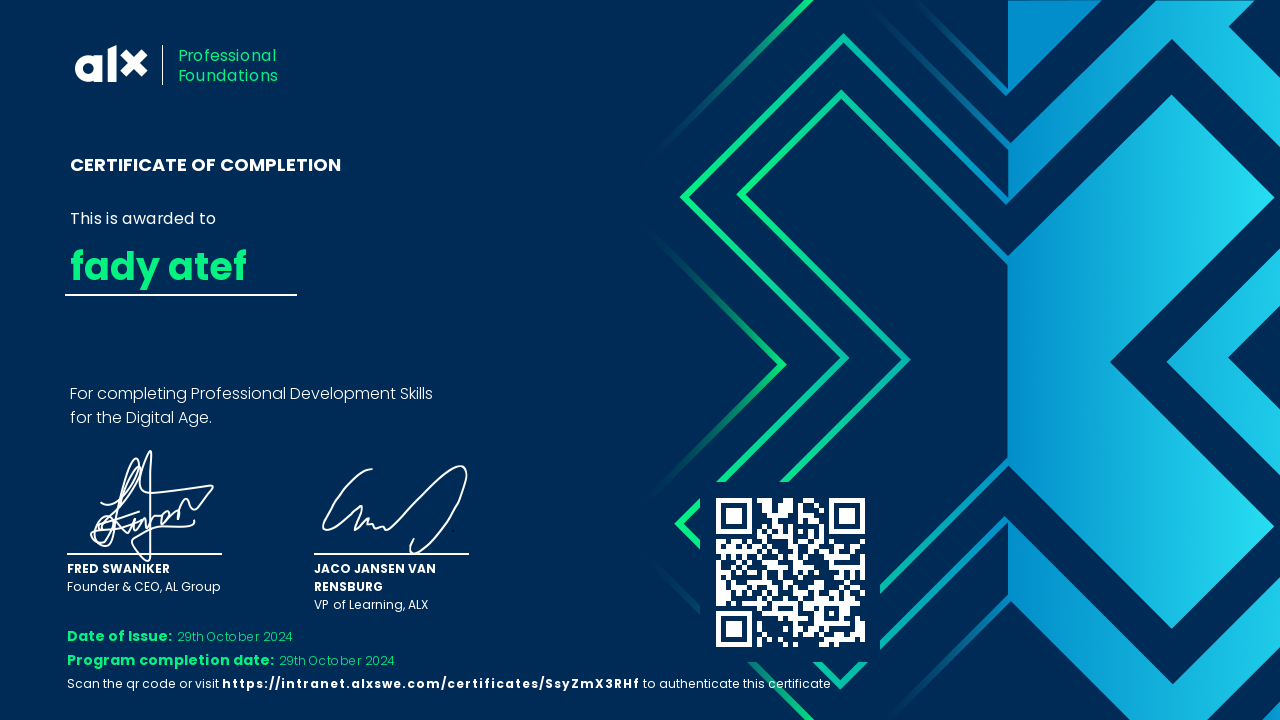 alx
Professional
Foundations
CERTIFICATE OF COMPLETION
This is awarded to
fady atef
For completing Professional Development Skills
for the Digital Age.
FRED SWANIKER
Founder & CEO, AL Group
JACO JANSEN VAN
RENSBURG
VP of Learning, ALX
Date of Issue: 29th October 2024
Program completion date: 29th October 2024
Scan the qr code or visit https://intranet.alxswe.com/certificates/SsyZmX3RHf to authenticate this certificate